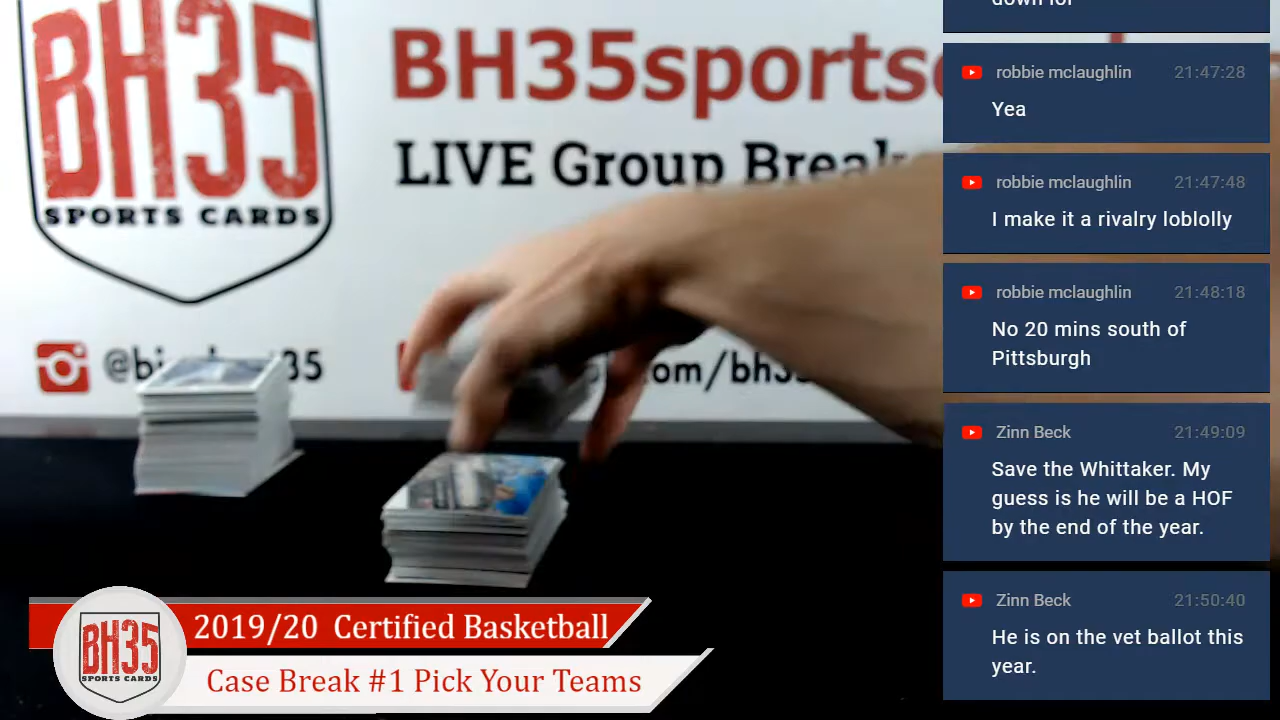 BH35
SPORTS CARDS
BH35sports
LIVE Group Break
35
.com/bh35
down for
robbie mclaughlin 21:47:28
Yea
robbie mclaughlin 21:47:48
I make it a rivalry loblolly
robbie mclaughlin 21:48:18
No 20 mins south of
Pittsburgh
Zinn Beck 21:49:09
Save the Whittaker. My
guess is he will be a HOF
by the end of the year.
Zinn Beck 21:50:40
He is on the vet ballot this
year.
BH35
SPORTS CARDS
2019/20 Certified Basketball
Case Break #1 Pick Your Teams